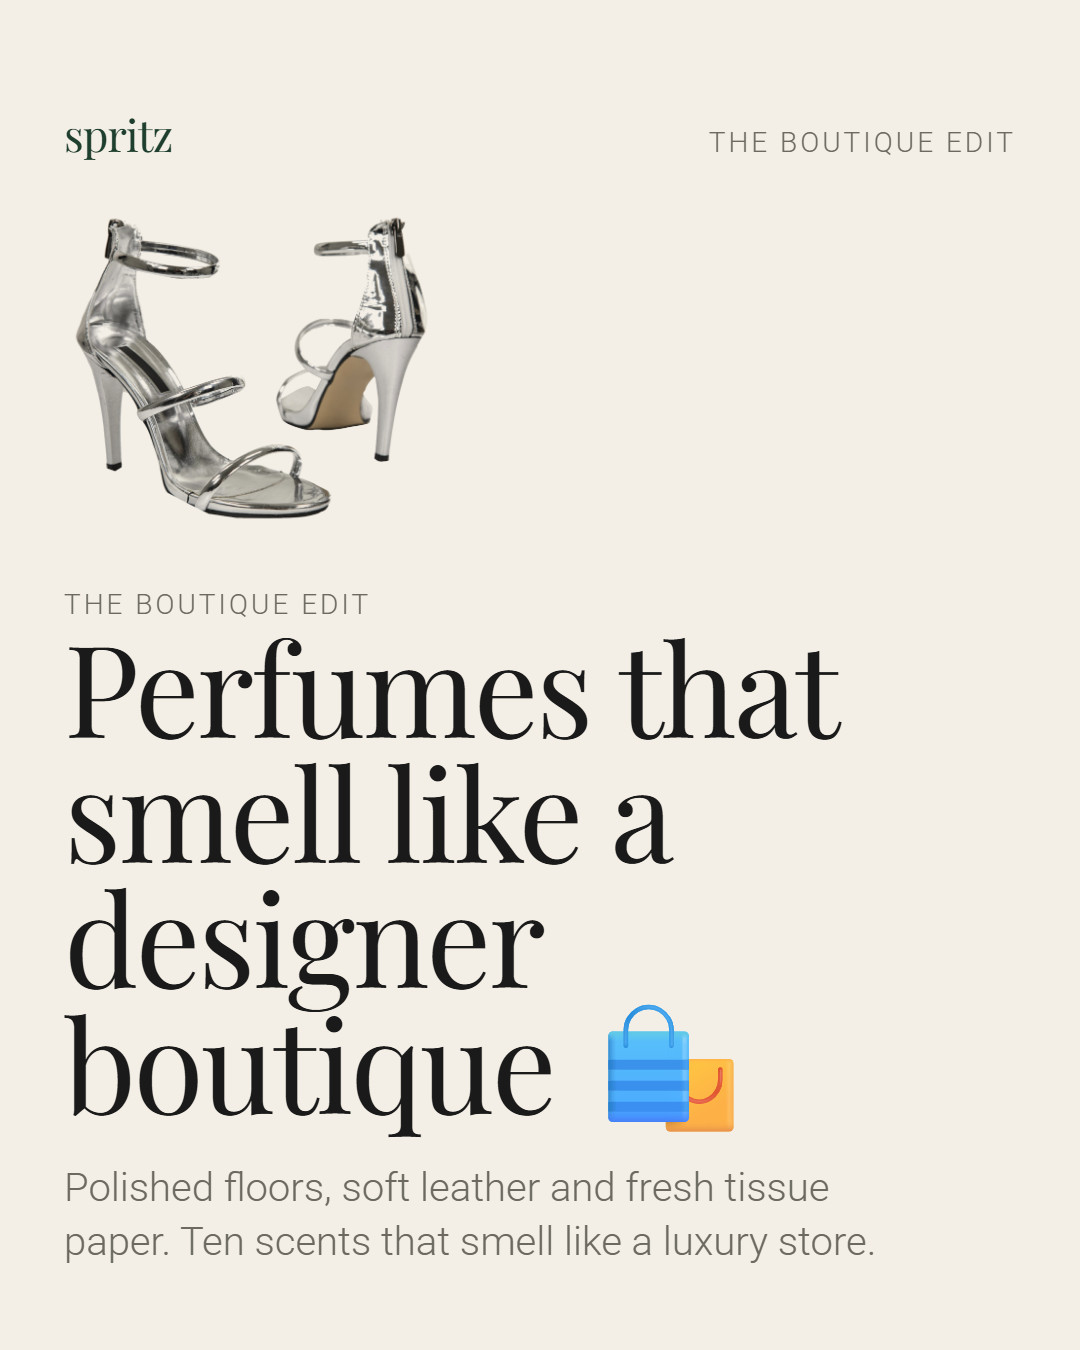 spritz
THE BOUTIQUE EDIT
THE BOUTIQUE EDIT
Perfumes that
smell like a
designer
boutique
Polished floors, soft leather and fresh tissue
paper. Ten scents that smell like a luxury store.